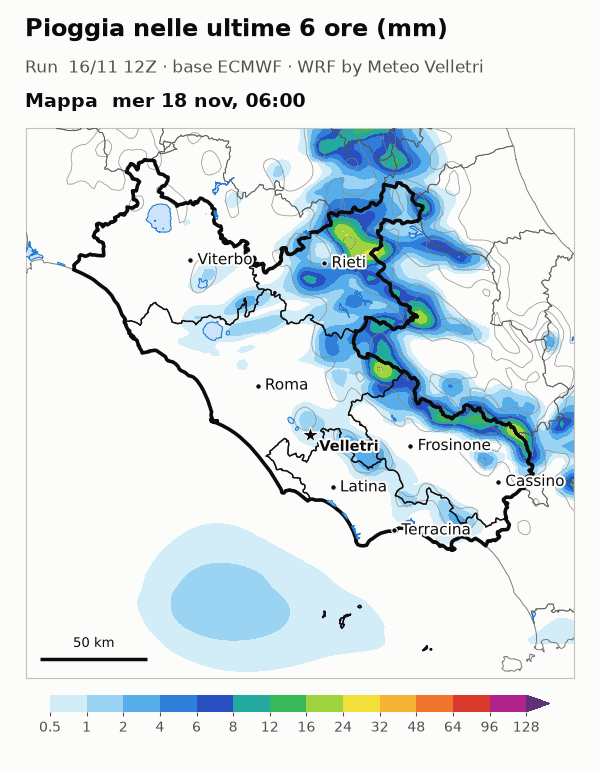 Pioggia nelle ultime 6 ore (mm)
Run  16/11 12Z · base ECMWF · WRF by Meteo Velletri
Mappa  mer 18 nov, 06:00
Viterbo
Rieti
Roma
Velletri
Frosinone
Cassino
Latina
Terracina
50 km
0.5 1 2 4 6 8 12 16 24 32 48 64 96 128